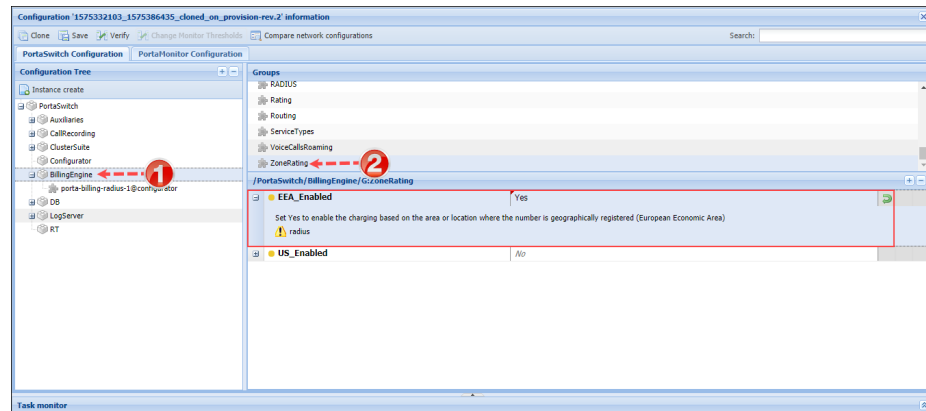 Configuration '1575332103_1575386435_cloned_on_provision-rev.2' information
Clone Save Verify Change Monitor Thresholds Compare network configurations Search:
PortaSwitch Configuration PortaMonitor Configuration
Configuration Tree
Instance create
PortaSwitch
Auxiliaries
CallRecording
ClusterSuite
Configurator
BillingEngine
1
porta-billing-radius-1@configurator
DB
LogServer
RT
Groups
RADIUS
Rating
Routing
ServiceTypes
VoiceCallsRoaming
ZoneRating
2
/PortaSwitch/BillingEngine/G:ZoneRating
EEA_Enabled Yes
Set Yes to enable the charging based on the area or location where the number is geographically registered (European Economic Area)
radius
US_Enabled No
Task monitor